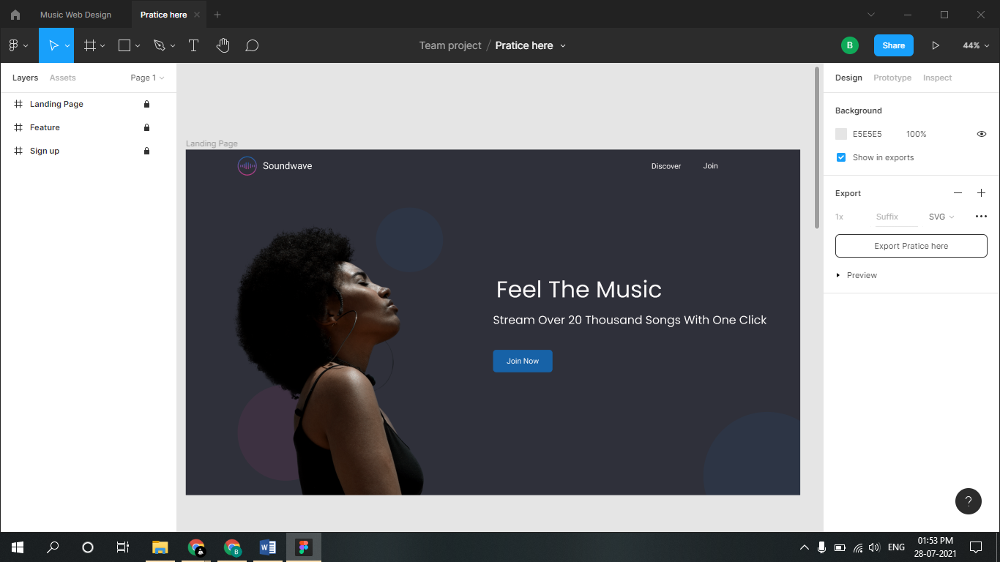 Music Web Design
Pratice here
Team project / Pratice here
B
Share
44%
Layers
Assets
Page 1
Landing Page
Feature
Sign up
Landing Page
Soundwave
Discover
Join
Feel The Music
Stream Over 20 Thousand Songs With One Click
Join Now
Design
Prototype
Inspect
Background
E5E5E5
100%
Show in exports
Export
1x
Suffix
SVG
Export Pratice here
Preview
?
B
W
ENG
01:53 PM
28-07-2021